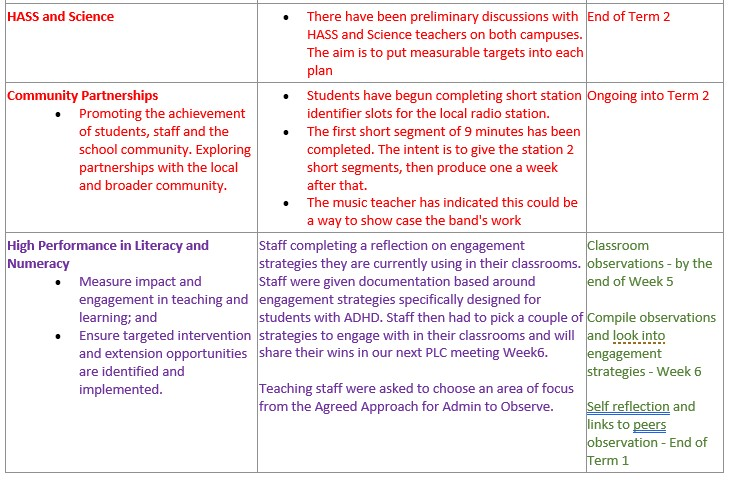 HASS and Science
• There have been preliminary discussions with
HASS and Science teachers on both campuses.
The aim is to put measurable targets into each
plan
End of Term 2
Community Partnerships
• Promoting the achievement
of students, staff and the
school community. Exploring
partnerships with the local
and broader community.
• Students have begun completing short station
identifier slots for the local radio station.
• The first short segment of 9 minutes has been
completed. The intent is to give the station 2
short segments, then produce one a week
after that.
• The music teacher has indicated this could be
a way to show case the band's work
Ongoing into Term 2
High Performance in Literacy and
Numeracy
• Measure impact and
engagement in teaching and
learning; and
• Ensure targeted intervention
and extension opportunities
are identified and
implemented.
Staff completing a reflection on engagement
strategies they are currently using in their classrooms.
Staff were given documentation based around
engagement strategies specifically designed for
students with ADHD. Staff then had to pick a couple of
strategies to engage with in their classrooms and will
share their wins in our next PLC meeting Week6.
Teaching staff were asked to choose an area of focus
from the Agreed Approach for Admin to Observe.
Classroom
observations - by the
end of Week 5
Compile observations
and look into
engagement
strategies - Week 6
Self reflection and
links to peers
observation - End of
Term 1